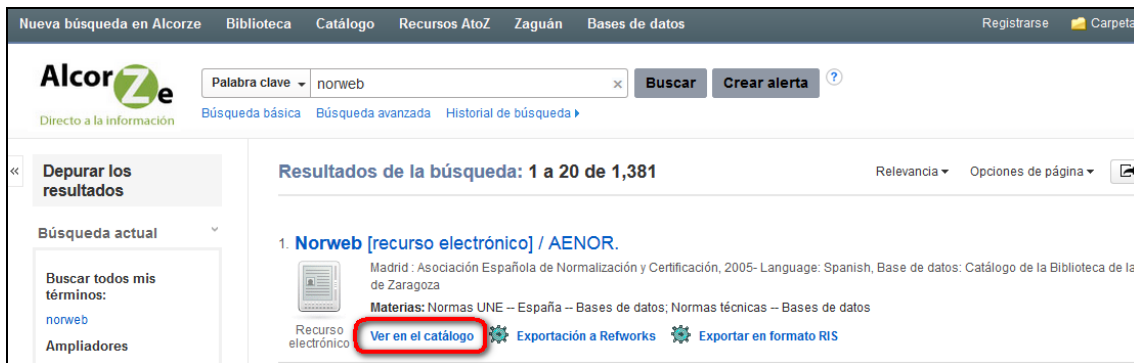 Nueva búsqueda en Alcorze Biblioteca Catálogo Recursos AtoZ Zaguán Bases de datos Registrarse Carpeta
AlcorZe
Directo a la información
Palabra clave norweb × Buscar Crear alerta ?
Búsqueda básica Búsqueda avanzada Historial de búsqueda
«
Depurar los
resultados
Búsqueda actual
Buscar todos mis
términos:
norweb
Ampliadores
Resultados de la búsqueda: 1 a 20 de 1,381
Relevancia Opciones de página
1. Norweb [recurso electrónico] / AENOR.
Madrid : Asociación Española de Normalización y Certificación, 2005- Language: Spanish, Base de datos: Catálogo de la Biblioteca de la
de Zaragoza
Materias: Normas UNE -- España -- Bases de datos; Normas técnicas -- Bases de datos
Recurso
electrónico
Ver en el catálogo Exportación a Refworks Exportar en formato RIS